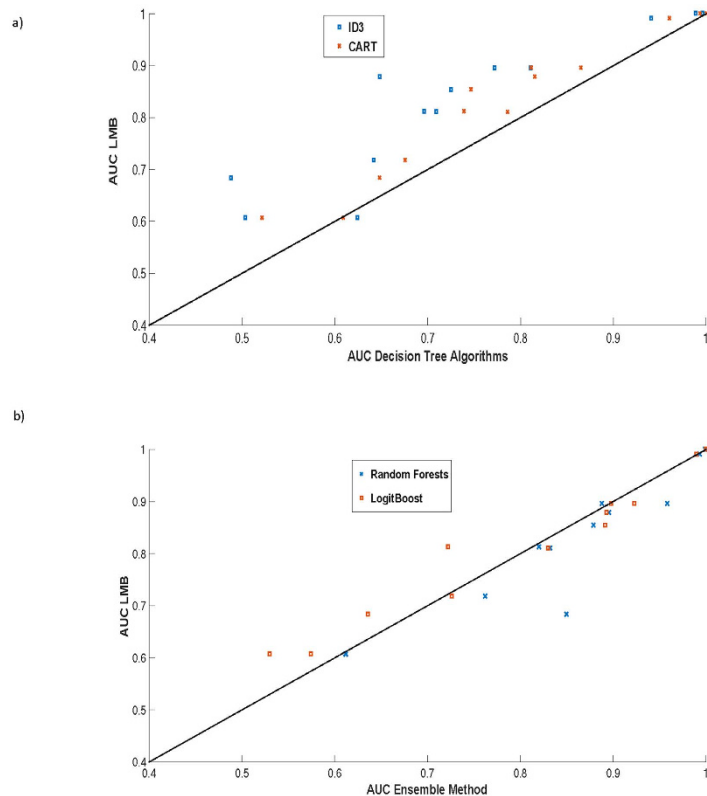 a)
ID3
CART
1
0.9
0.8
0.7
0.6
0.5
0.4
AUC LMB
0.4 0.5 0.6 0.7 0.8 0.9 1
AUC Decision Tree Algorithms
b)
Random Forests
LogitBoost
1
0.9
0.8
0.7
0.6
0.5
0.4
AUC LMB
0.4 0.5 0.6 0.7 0.8 0.9 1
AUC Ensemble Method